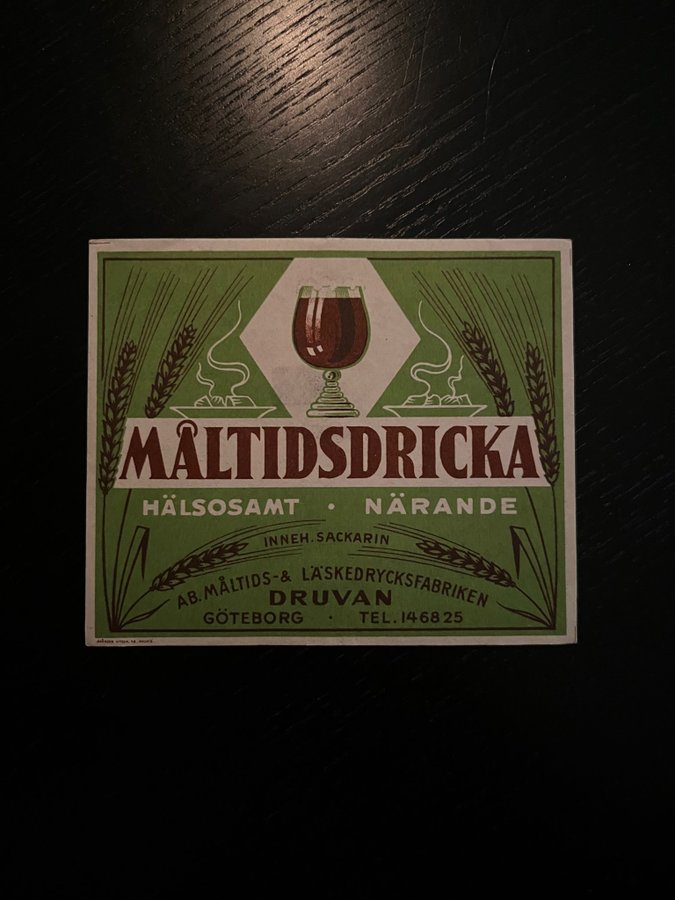 MÅLTIDSDRICKA
HÄLSOSAMT · NÄRANDE
INNEH. SACKARIN
AB. MÅLTIDS- & LÄSKEDRYCKSFABRIKEN
DRUVAN
GÖTEBORG · TEL. 146825